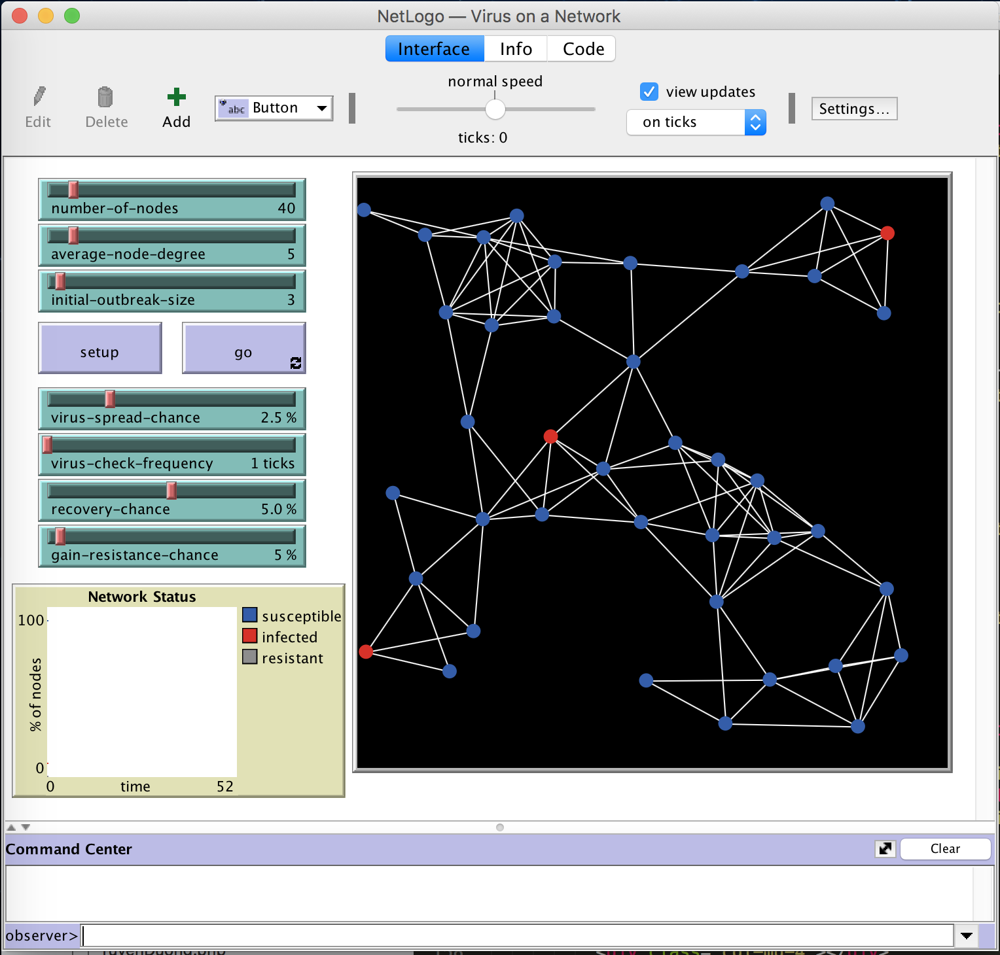 NetLogo — Virus on a Network
Interface Info Code
normal speed
view updates
Edit Delete Add abc Button on ticks Settings...
ticks: 0
number-of-nodes 40
average-node-degree 5
initial-outbreak-size 3
setup go
virus-spread-chance 2.5 %
virus-check-frequency 1 ticks
recovery-chance 5.0 %
gain-resistance-chance 5 %
Network Status
100
% of nodes
0
0 time 52
susceptible
infected
resistant
Command Center Clear
observer>